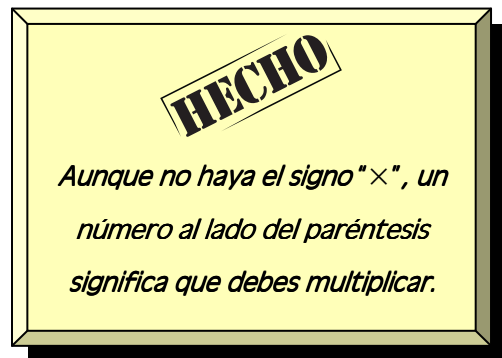 HECHO
Aunque no haya el signo "×", un
número al lado del paréntesis
significa que debes multiplicar.